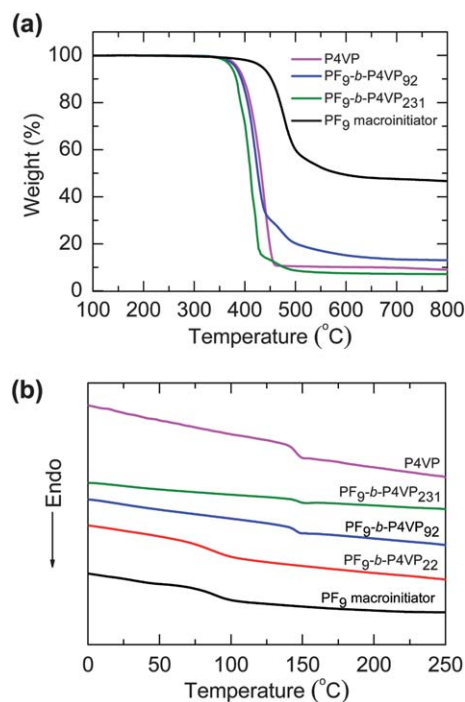 (a)
100
80
60
40
20
0
Weight (%)
P4VP
PF9-b-P4VP92
PF9-b-P4VP231
PF9 macroinitiator
100 200 300 400 500 600 700 800
Temperature (°C)
(b)
Endo
P4VP
PF9-b-P4VP231
PF9-b-P4VP92
PF9-b-P4VP22
PF9 macroinitiator
0 50 100 150 200 250
Temperature (°C)